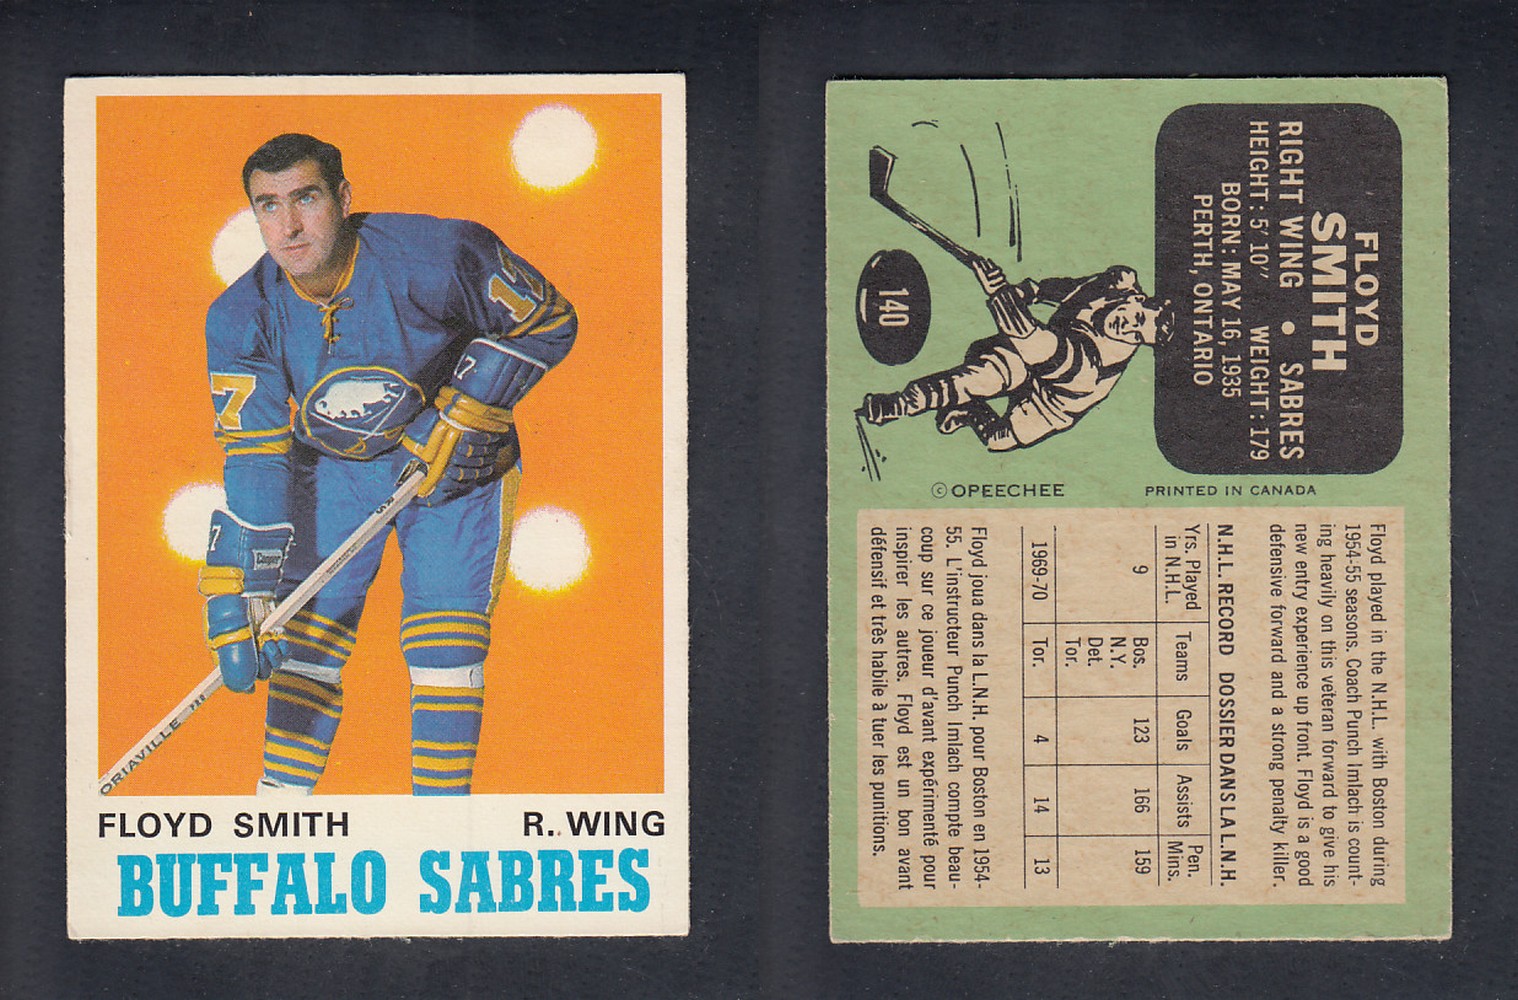 17
7
7
7
ORIAVILLE
FLOYD SMITH R. WING
BUFFALO SABRES
FLOYD
SMITH
RIGHT WING • SABRES
HEIGHT: 5' 10" WEIGHT: 179
BORN: MAY 16, 1935
PERTH, ONTARIO
140
© OPEECHEE PRINTED IN CANADA
Floyd played in the N.H.L. with Boston during
1954-55 seasons. Coach Punch Imlach is count-
ing heavily on this veteran forward to give his
new entry experience up front. Floyd is a good
defensive forward and a strong penalty killer.
N.H.L. RECORD DOSSIER DANS LA L.N.H.
Yrs. Played in N.H.L. Teams Goals Assists Pen. Mins.
9 Bos. 123 166 159
N.Y.
Det.
Tor.
1969-70 Tor. 4 14 13
Floyd joua dans la L.N.H. pour Boston en 1954-
55. L'instructeur Punch Imlach compte beau-
coup sur ce joueur d'avant expérimenté pour
inspirer les autres. Floyd est un bon avant
défensif et très habile à tuer les punitions.